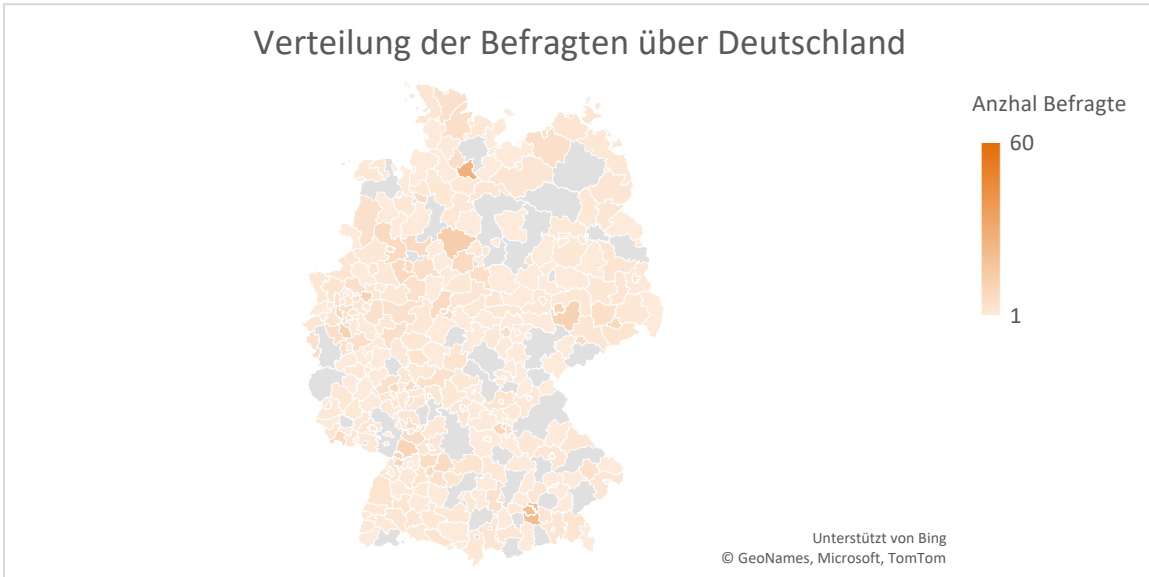 Verteilung der Befragten über Deutschland
Anzhal Befragte
60
1
Unterstützt von Bing
© GeoNames, Microsoft, TomTom